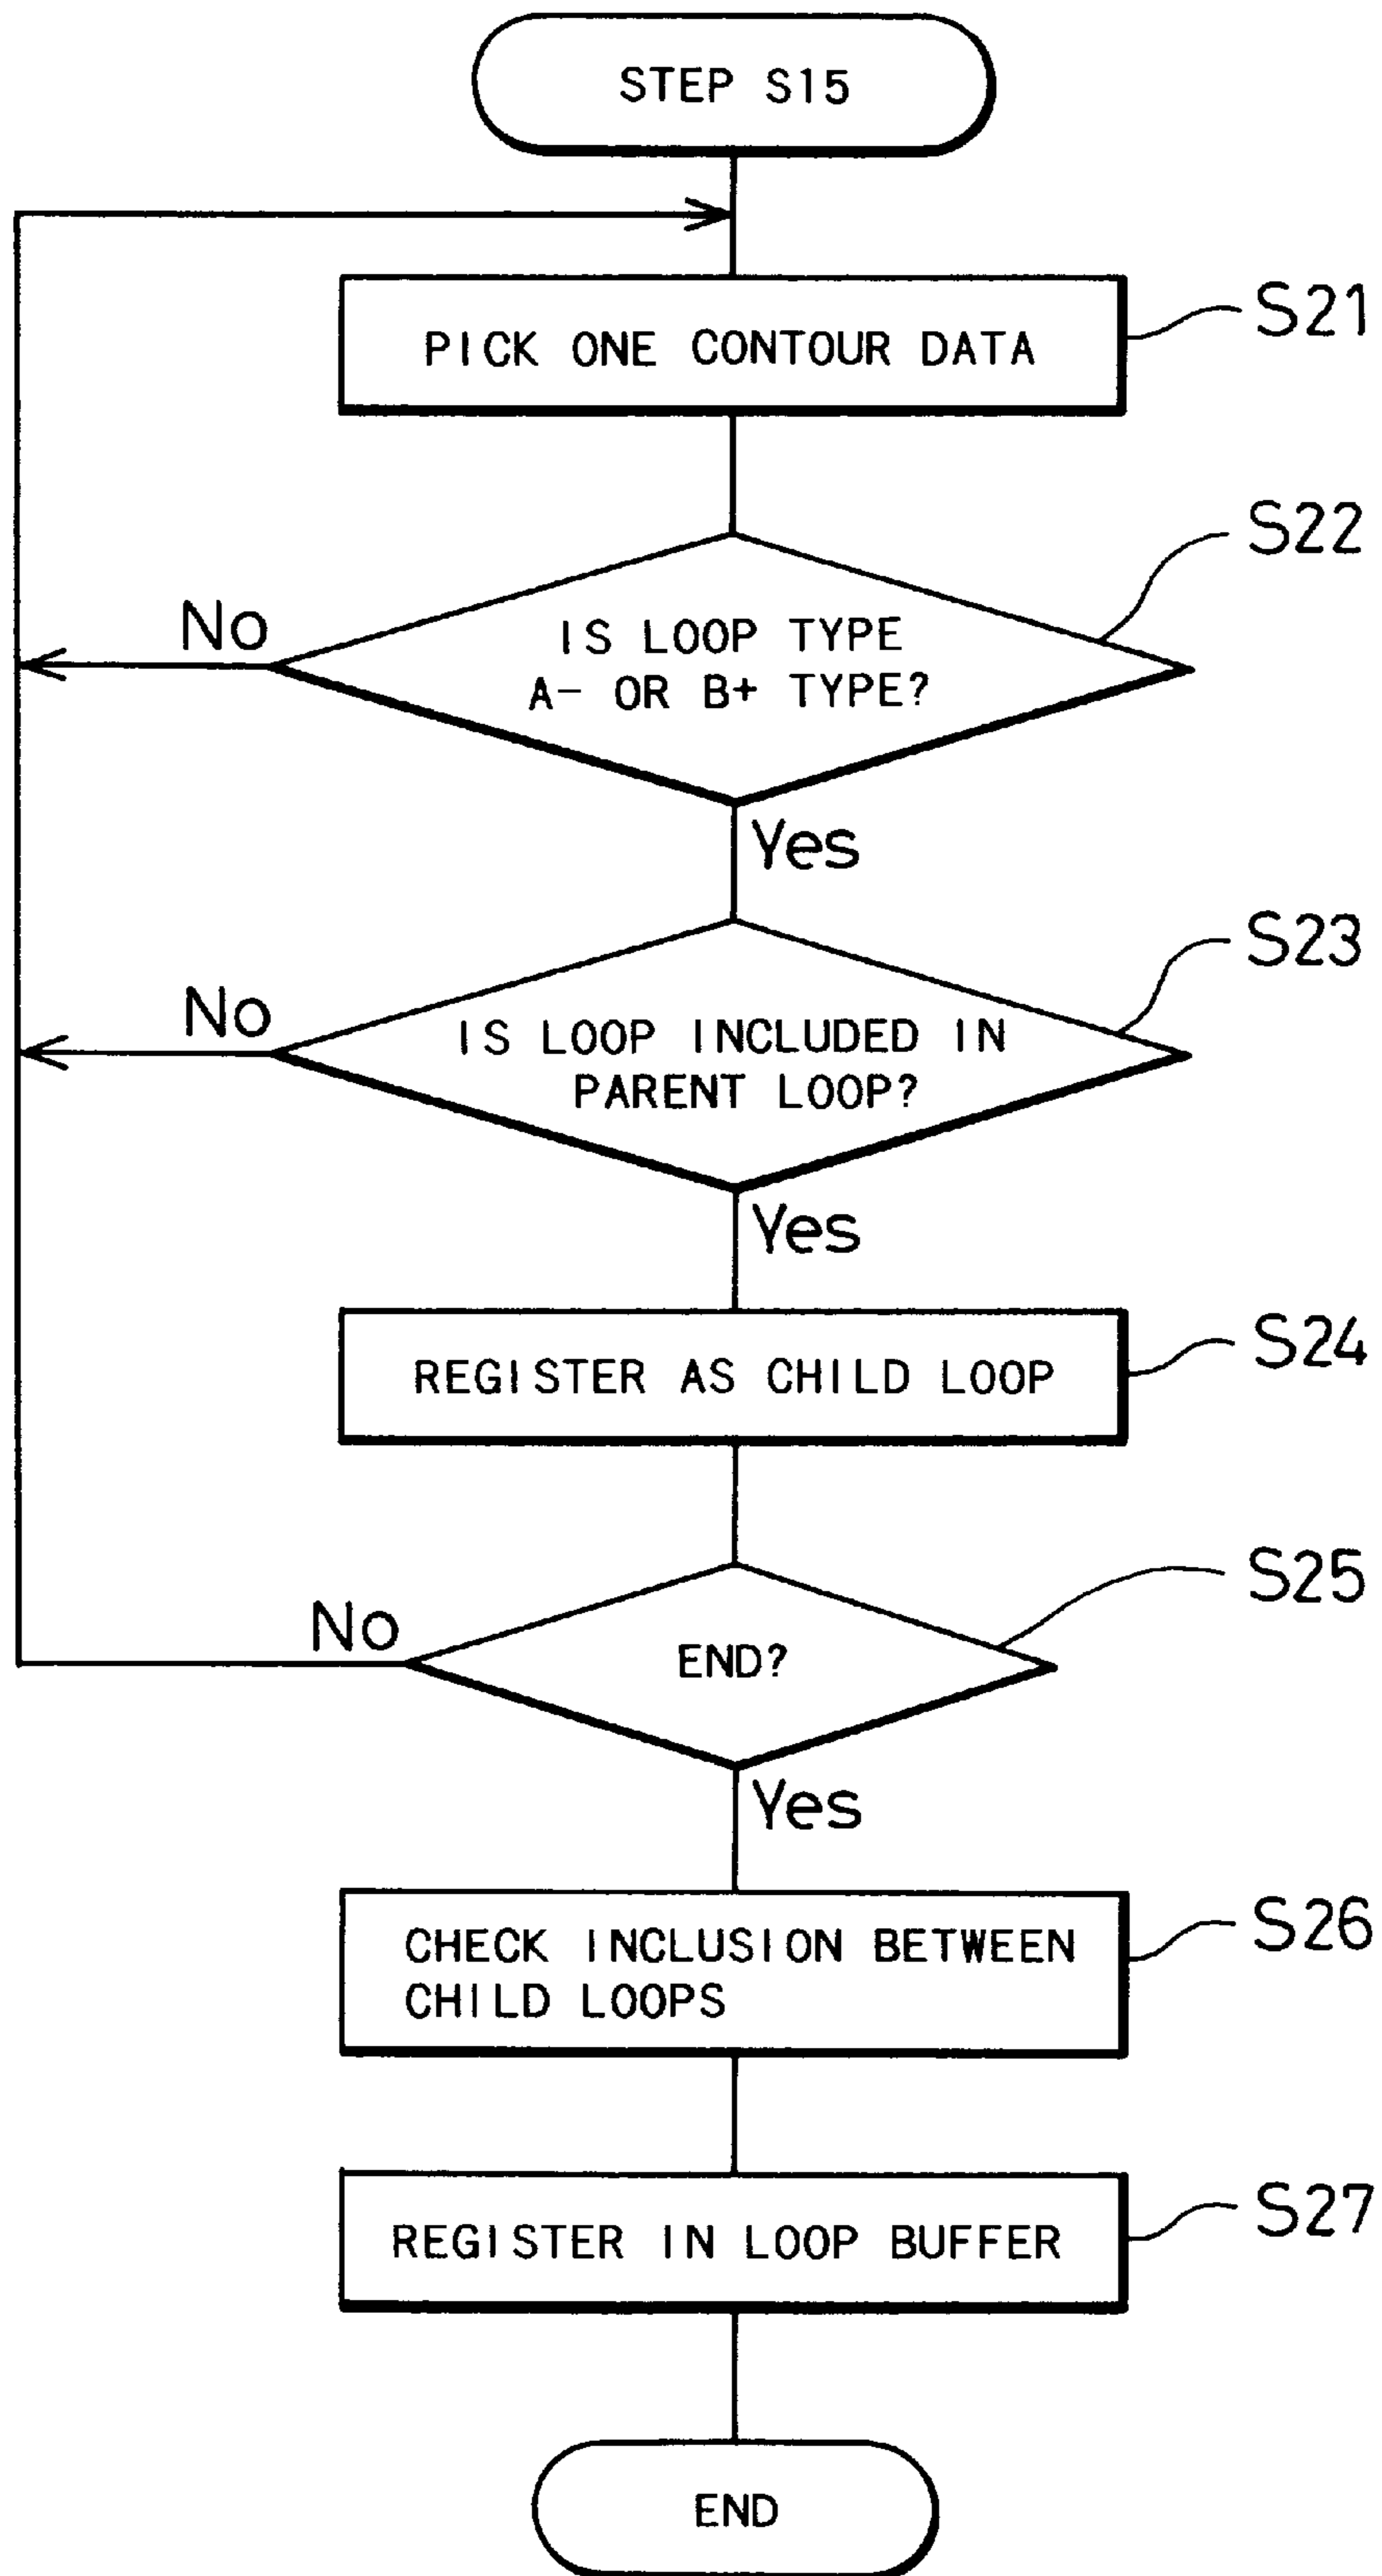 STEP S15
PICK ONE CONTOUR DATA
S21
S22
No
IS LOOP TYPE
A- OR B+ TYPE?
Yes
S23
No
IS LOOP INCLUDED IN
PARENT LOOP?
Yes
REGISTER AS CHILD LOOP
S24
S25
No
END?
Yes
CHECK INCLUSION BETWEEN
CHILD LOOPS
S26
REGISTER IN LOOP BUFFER
S27
END